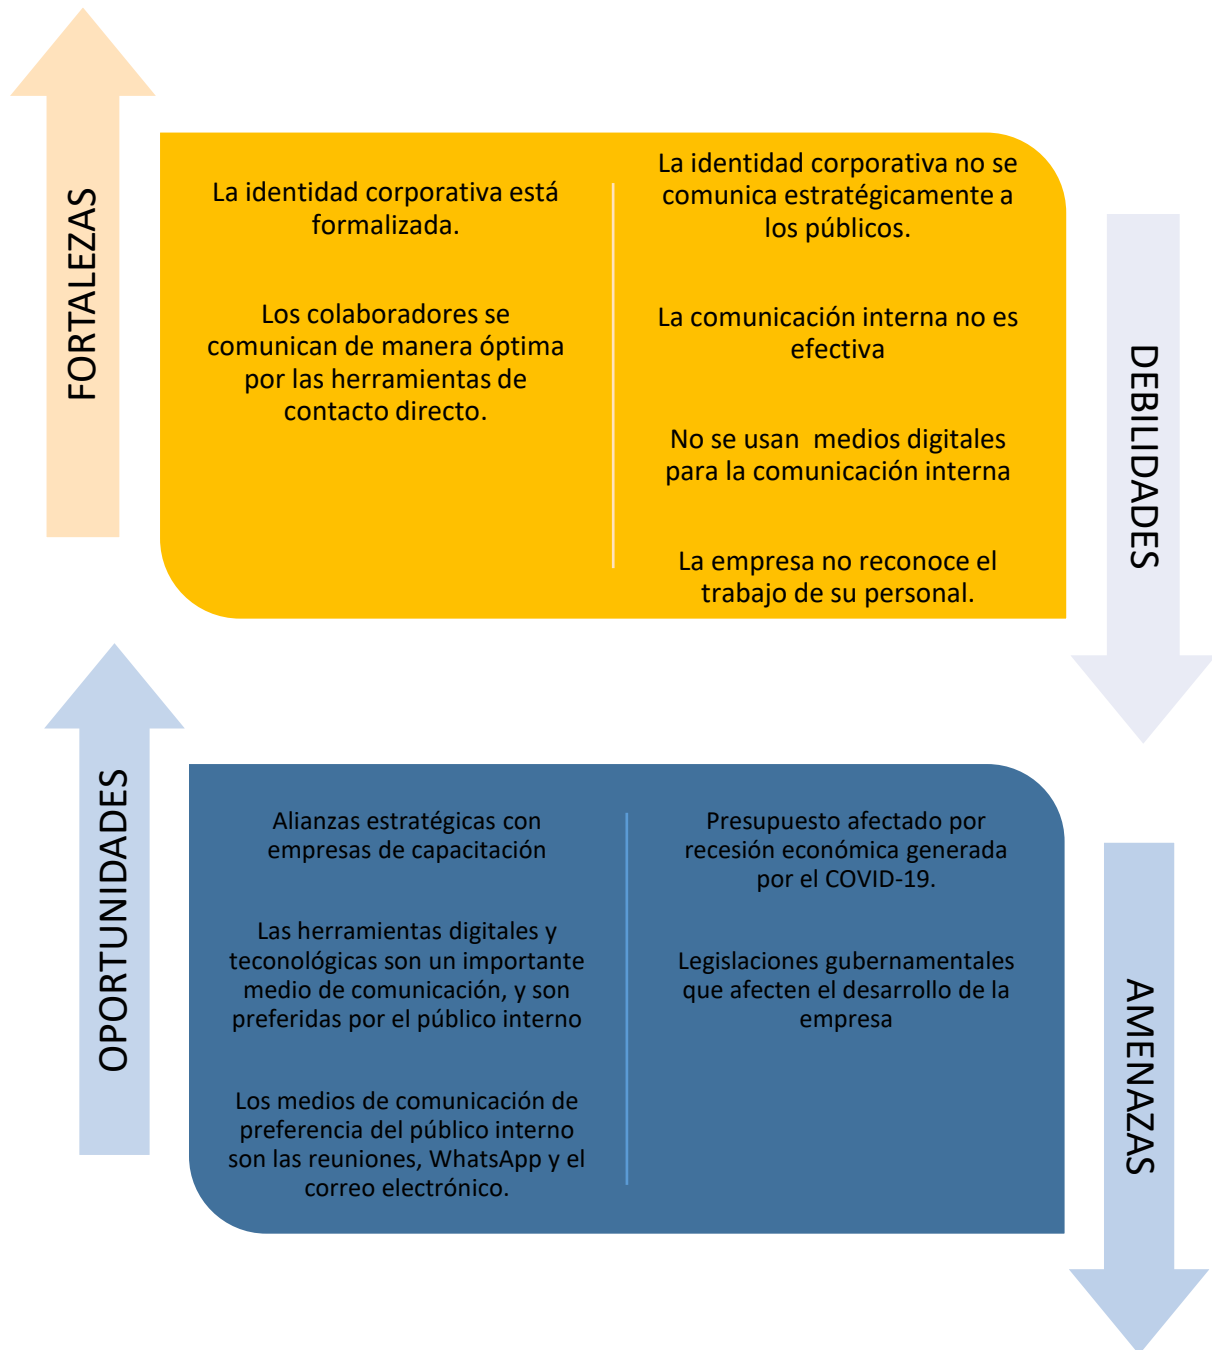 FORTALEZAS
La identidad corporativa está
formalizada.
Los colaboradores se
comunican de manera óptima
por las herramientas de
contacto directo.
La identidad corporativa no se
comunica estratégicamente a
los públicos.
La comunicación interna no es
efectiva
No se usan  medios digitales
para la comunicación interna
La empresa no reconoce el
trabajo de su personal.
DEBILIDADES
OPORTUNIDADES
Alianzas estratégicas con
empresas de capacitación
Las herramientas digitales y
teconológicas son un importante
medio de comunicación, y son
preferidas por el público interno
Los medios de comunicación de
preferencia del público interno
son las reuniones, WhatsApp y el
correo electrónico.
Presupuesto afectado por
recesión económica generada
por el COVID-19.
Legislaciones gubernamentales
que afecten el desarrollo de la
empresa
AMENAZAS